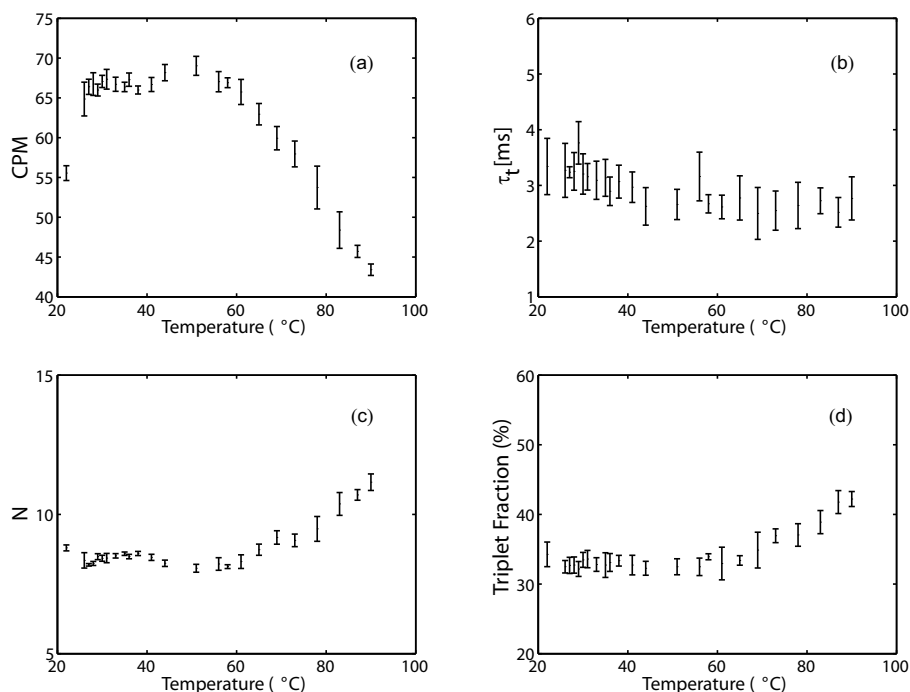 75
70
65
60
55
50
45
40
CPM
(a)
20 40 60 80 100
Temperature ( °C)
6
5
4
3
2
1
τt[ms]
(b)
20 40 60 80 100
Temperature ( °C)
15
10
5
N
(c)
20 40 60 80 100
Temperature ( °C)
60
50
40
30
20
Triplet Fraction (%)
(d)
20 40 60 80 100
Temperature ( °C)